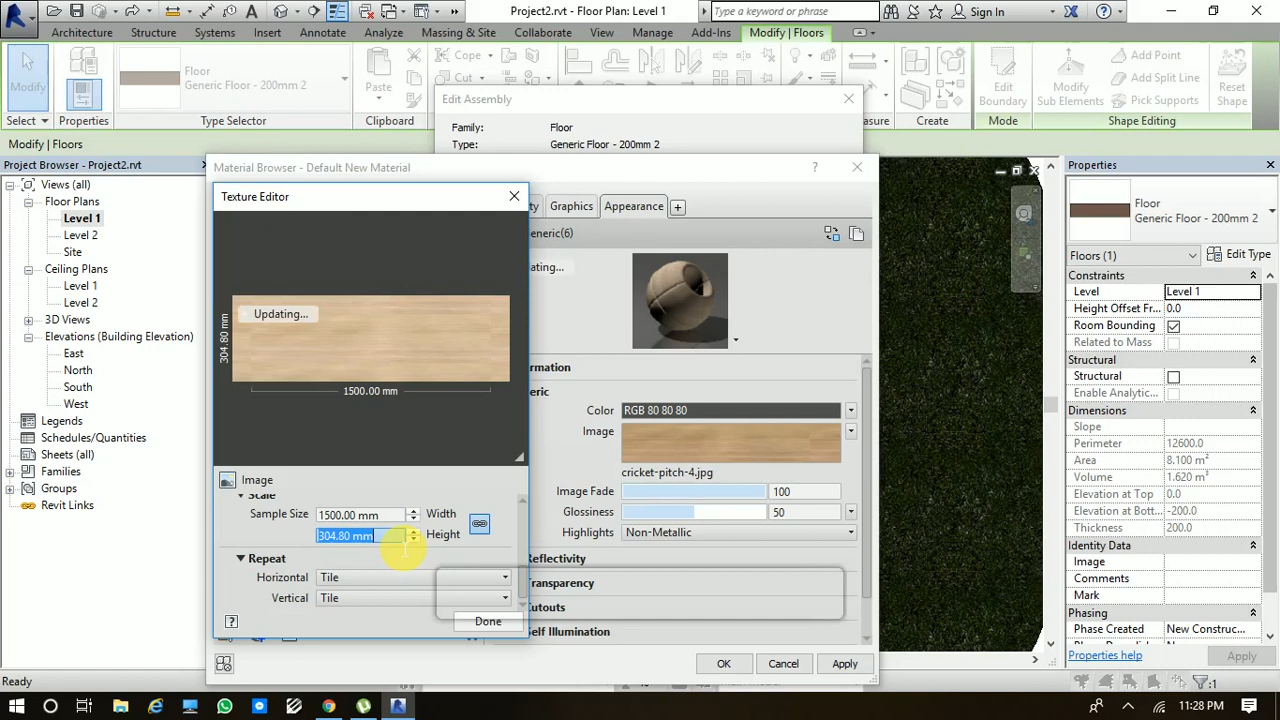 Project2.rvt - Floor Plan: Level 1
Type a keyword or phrase
Sign In
Architecture
Structure
Systems
Insert
Annotate
Analyze
Massing & Site
Collaborate
View
Manage
Add-Ins
Modify | Floors
Modify
Select
Properties
Floor
Generic Floor - 200mm 2
Type Selector
Paste
Cope
Cut
Clipboard
Edit
Boundary
Mode
Modify
Sub Elements
Add Point
Add Split Line
Pick Supports
Reset
Shape
Create
Shape Editing
Modify | Floors
Project Browser - Project2.rvt
Views (all)
Floor Plans
Level 1
Level 2
Site
Ceiling Plans
Level 1
Level 2
3D Views
Elevations (Building Elevation)
East
North
South
West
Legends
Schedules/Quantities
Sheets (all)
Families
Groups
Revit Links
Edit Assembly
Family:
Floor
Type:
Generic Floor - 200mm 2
Material Browser - Default New Material
?
Graphics
Appearance
+
Generic(6)
Color
RGB 80 80 80
Image
cricket-pitch-4.jpg
Image Fade
100
Glossiness
50
Highlights
Non-Metallic
Reflectivity
Transparency
Cutouts
Self Illumination
OK
Cancel
Apply
Texture Editor
Updating...
304.80 mm
1500.00 mm
Image
Scale
Sample Size
1500.00 mm
Width
304.80 mm
Height
Repeat
Horizontal
Tile
Vertical
Tile
?
Done
Properties
Floor
Generic Floor - 200mm 2
Floors (1)
Edit Type
Constraints
Level
Level 1
Height Offset Fr...
0.0
Room Bounding
Related to Mass
Structural
Structural
Enable Analytic...
Dimensions
Slope
Perimeter
12600.0
Area
8.100 m²
Volume
1.620 m³
Elevation at Top
0.0
Elevation at Bott...
-200.0
Thickness
200.0
Identity Data
Image
Comments
Mark
Phasing
Phase Created
New Construc...
Properties help
Apply
Ready
:1
11:28 PM